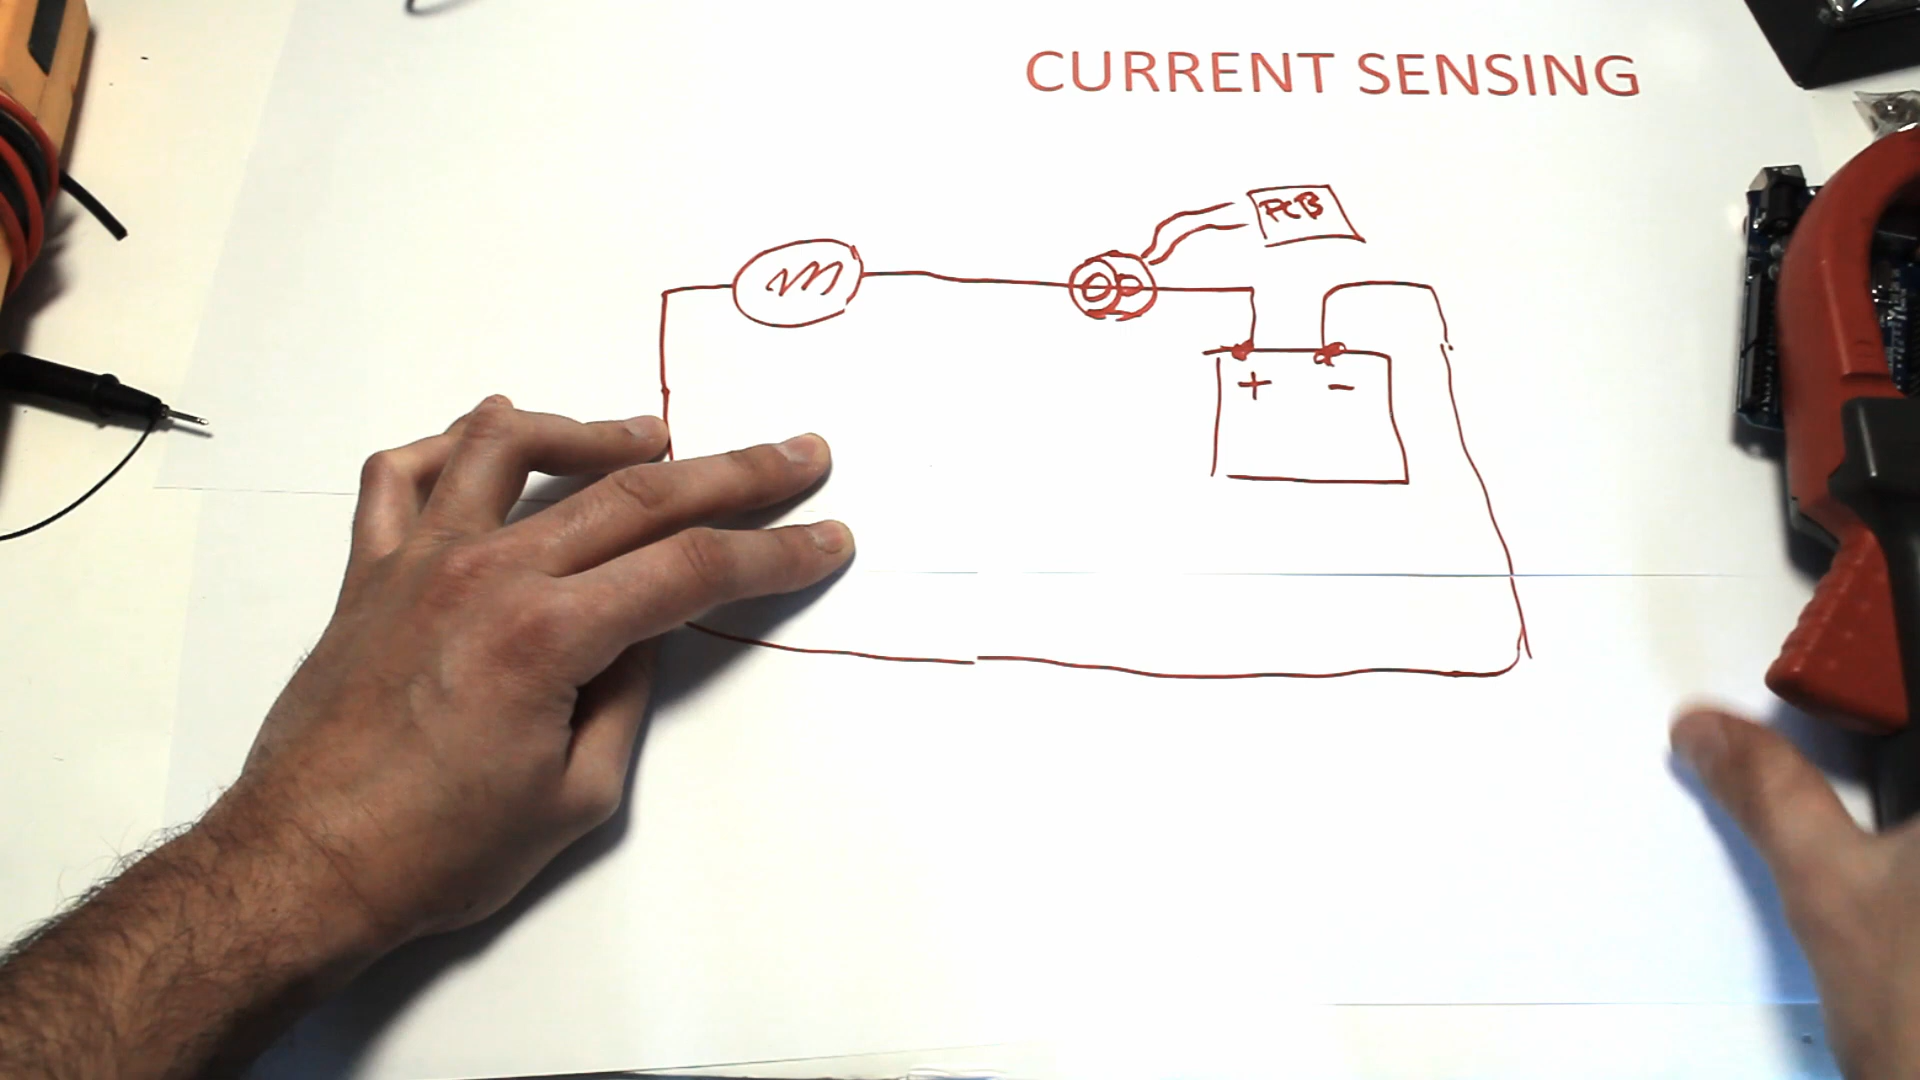 CURRENT SENSING
PCB
+ -